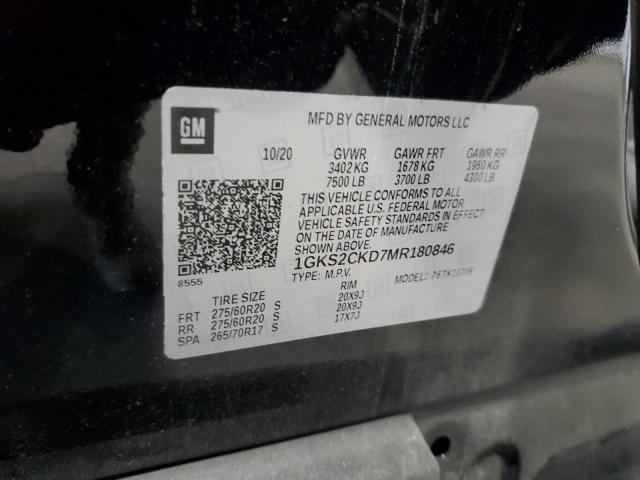 GM
MFD BY GENERAL MOTORS LLC
10/20 GVWR GAWR FRT GAWR RR
3402 KG 1678 KG 1950 KG
7500 LB 3700 LB 4300 LB
THIS VEHICLE CONFORMS TO ALL
APPLICABLE U.S. FEDERAL MOTOR
VEHICLE SAFETY STANDARDS IN EFFECT
ON THE DATE OF MANUFACTURE
SHOWN ABOVE.
1GKS2CKD7MR180846
8555
TYPE: M.P.V. MODEL:
TIRE SIZE RIM
FRT 275/60R20 S 20X9J
RR 275/60R20 S 20X9J
SPA 265/70R17 S 17X7J